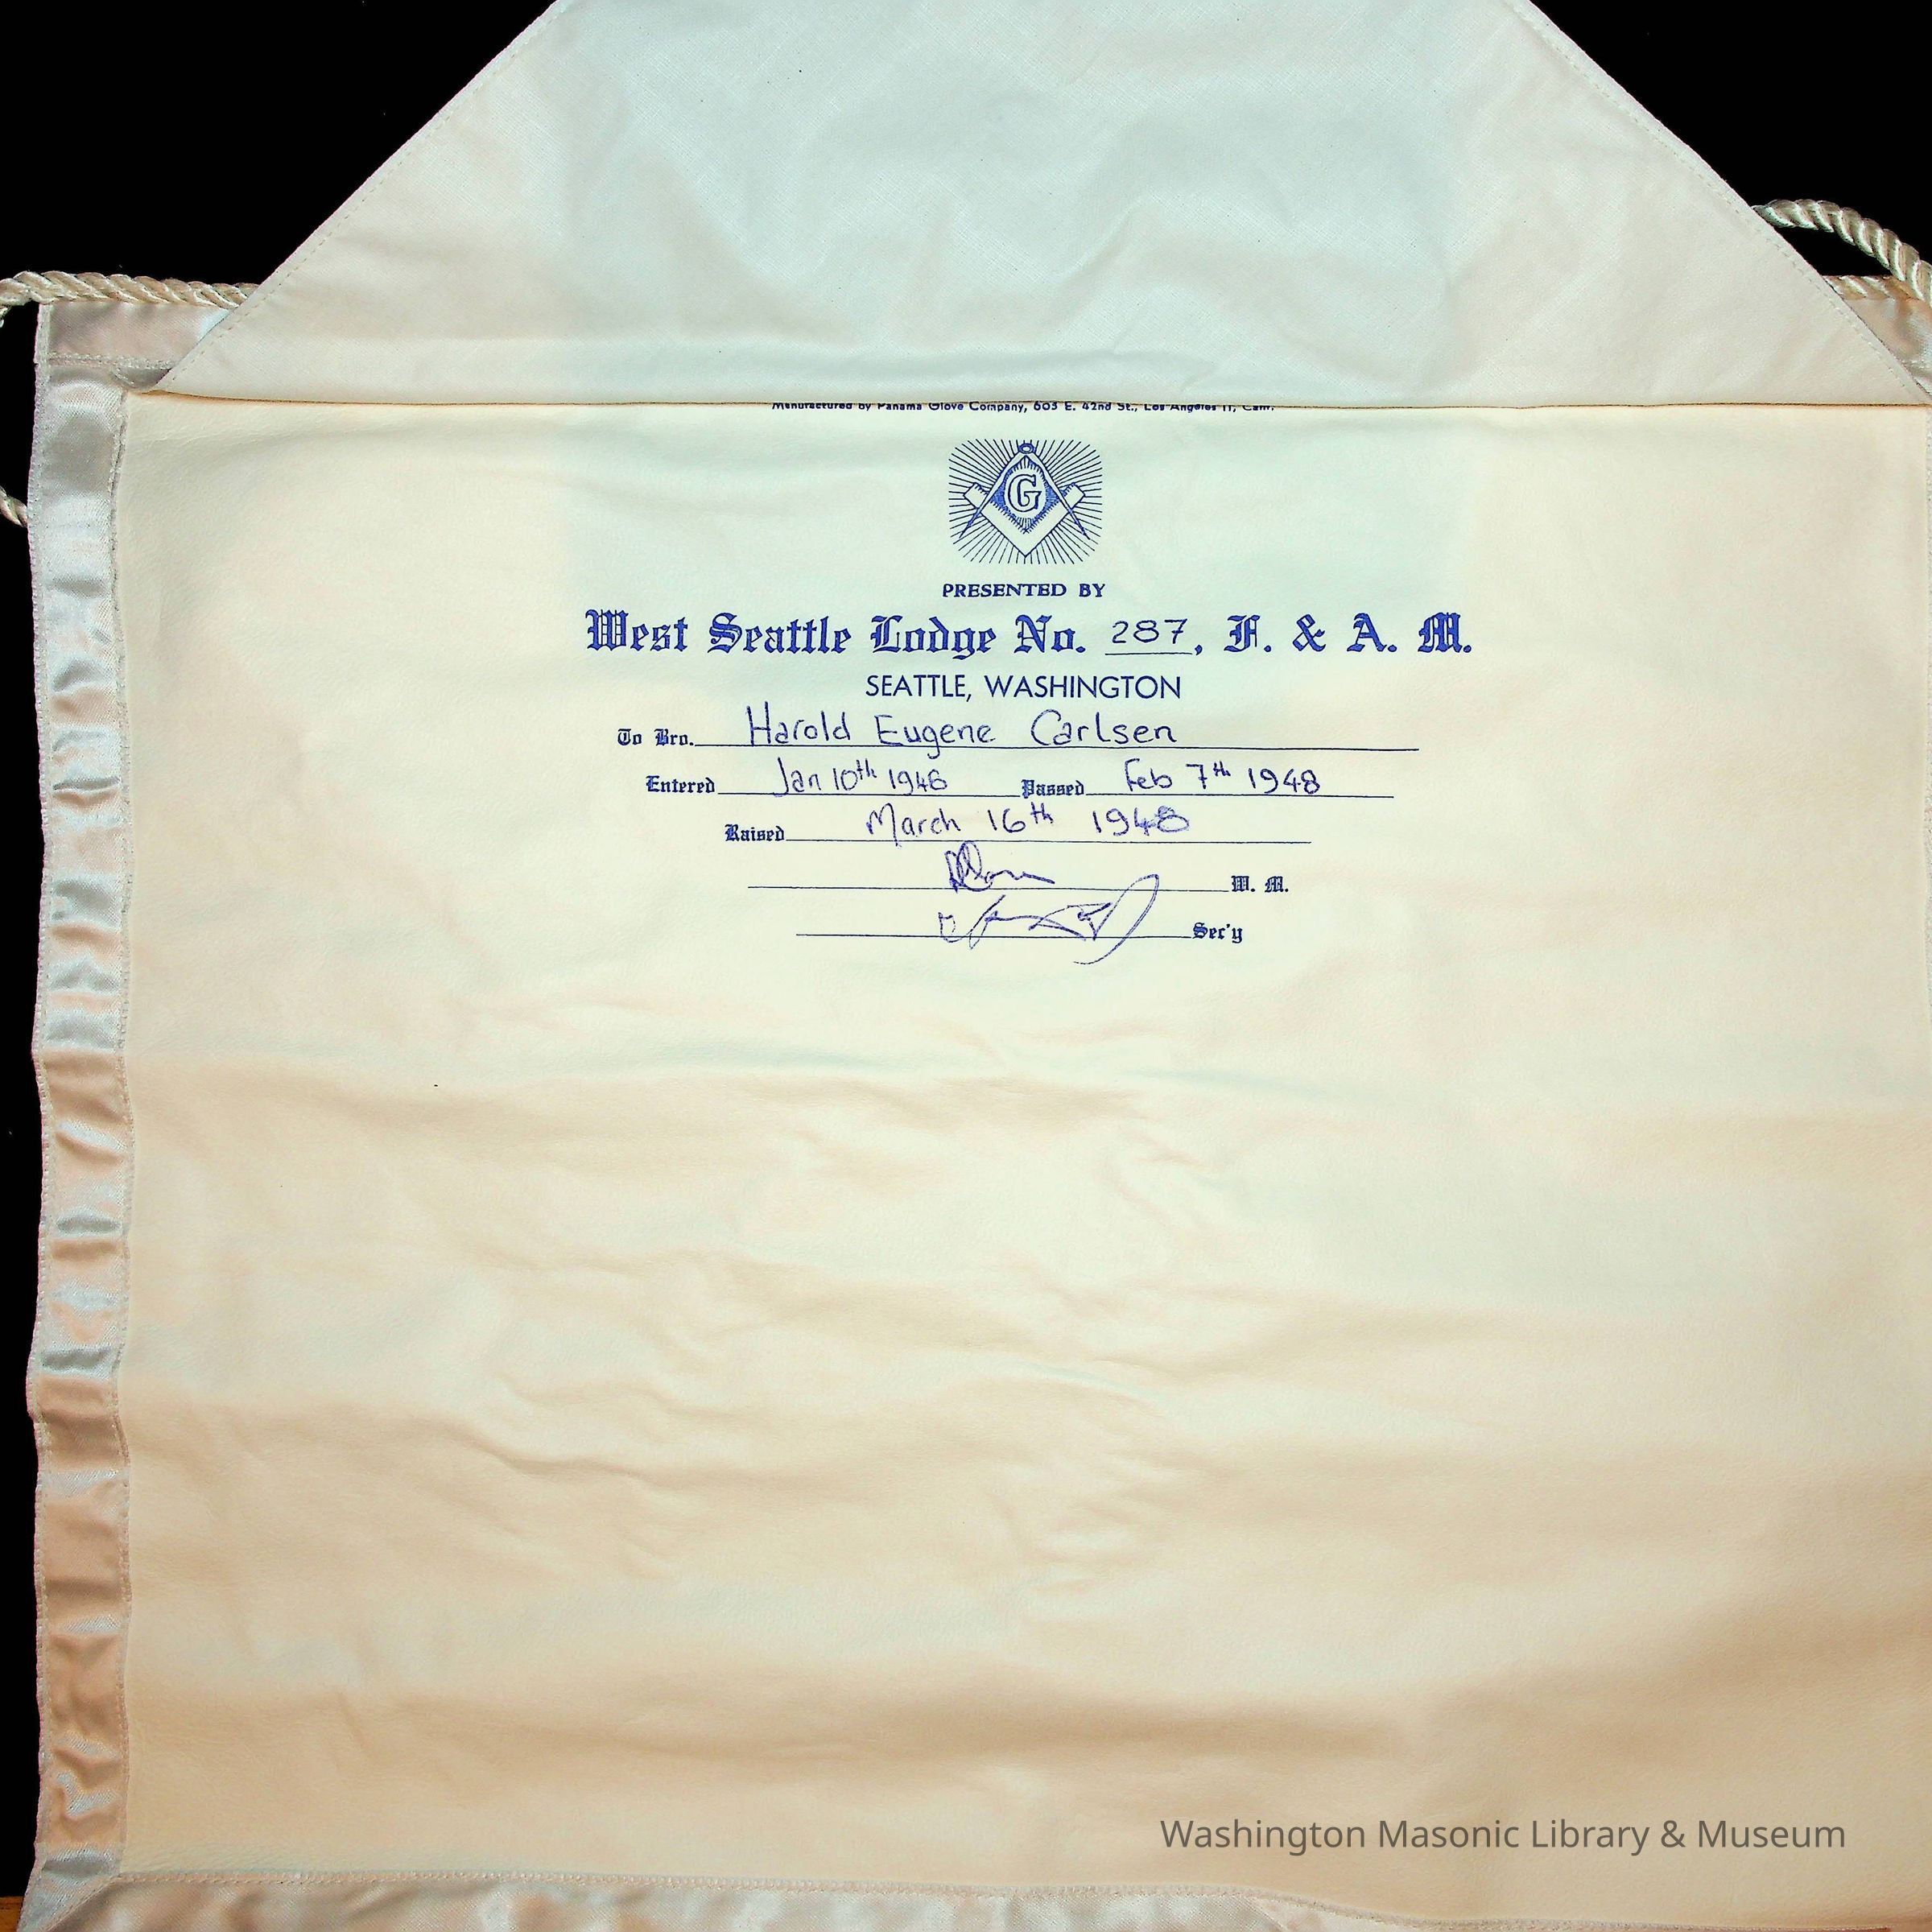 Manufactured by Panama Glove Company, 603 E. 42nd St., Los Angeles 11, Calif.
G
PRESENTED BY
West Seattle Lodge No. 287, F. & A. M.
SEATTLE, WASHINGTON
To Bro. Harold Eugene Carlsen
Entered Jan 10th 1948 Passed Feb 7th 1948
Raised March 16th 1948
W. M.
Sec'y
Washington Masonic Library & Museum